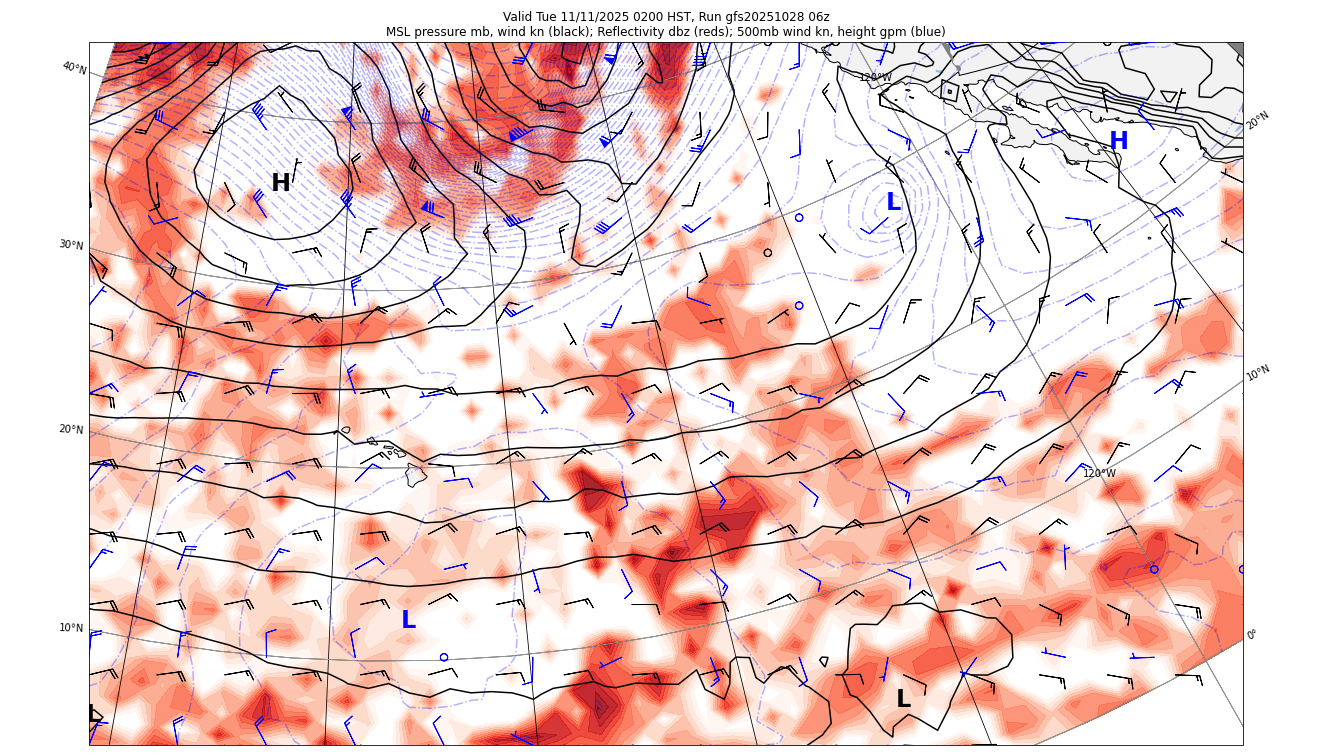 Valid Tue 11/11/2025 0200 HST, Run gfs20251028 06z
MSL pressure mb, wind kn (black); Reflectivity dbz (reds); 500mb wind kn, height gpm (blue)
40°N
120°W
20°N
H
H
L
30°N
10°N
20°N
120°W
10°N
L
0°
L
L